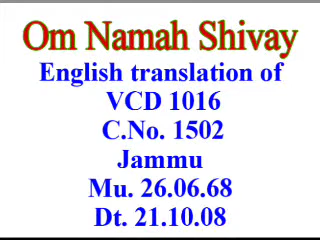 Om Namah Shivay
English translation of
VCD 1016
C.No. 1502
Jammu
Mu. 26.06.68
Dt. 21.10.08